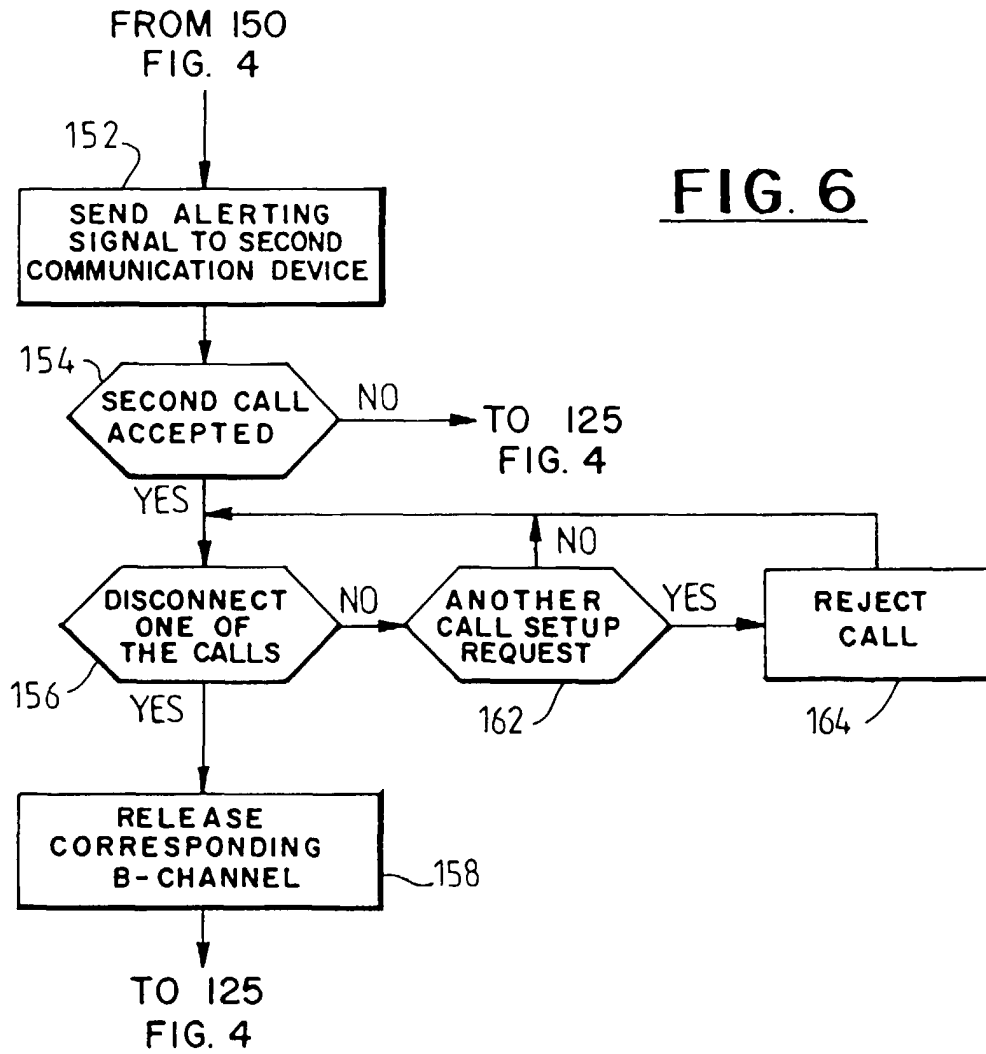 FROM 150
FIG. 4
152
FIG. 6
SEND ALERTING
SIGNAL TO SECOND
COMMUNICATION DEVICE
154
SECOND CALL
ACCEPTED
NO
TO 125
FIG. 4
YES
NO
DISCONNECT
ONE OF
THE CALLS
NO
ANOTHER
CALL SETUP
REQUEST
YES
REJECT
CALL
156
YES
162
164
RELEASE
CORRESPONDING
B-CHANNEL
158
TO 125
FIG. 4